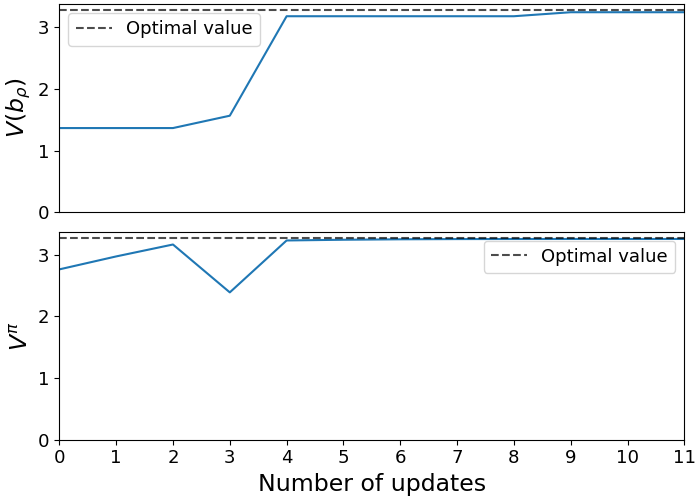 3
Optimal value
2
V(b_ρ)
1
0
3
Optimal value
2
V^π
1
0
0 1 2 3 4 5 6 7 8 9 10 11
Number of updates